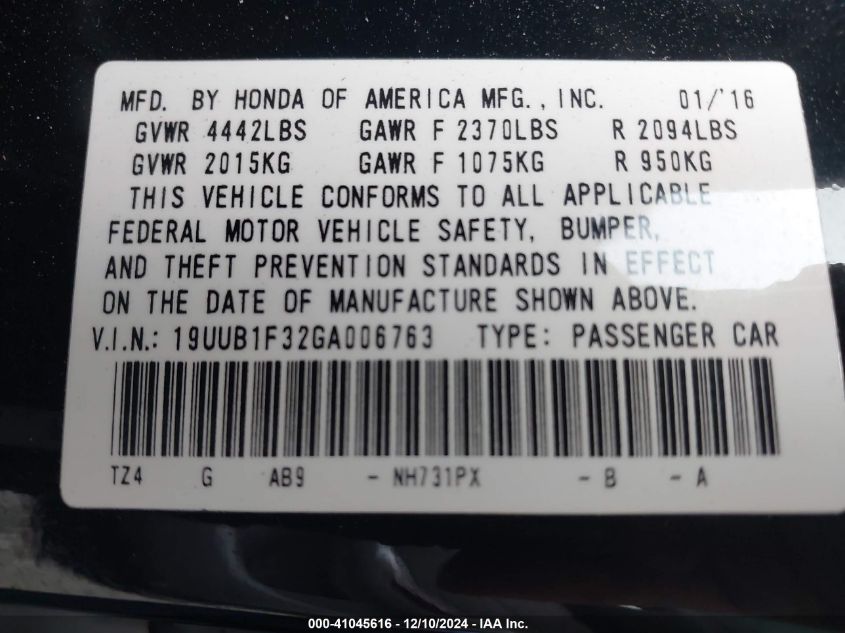 MFD. BY HONDA OF AMERICA MFG., INC. 01/'16
GVWR 4442LBS GAWR F 2370LBS R 2094LBS
GVWR 2015KG GAWR F 1075KG R 950KG
THIS VEHICLE CONFORMS TO ALL APPLICABLE
FEDERAL MOTOR VEHICLE SAFETY, BUMPER,
AND THEFT PREVENTION STANDARDS IN EFFECT
ON THE DATE OF MANUFACTURE SHOWN ABOVE.
V.I.N.: 19UUB1F32GA006763 TYPE: PASSENGER CAR
TZ4 G AB9 - NH731PX - B - A
000-41045616 - 12/10/2024 - IAA Inc.